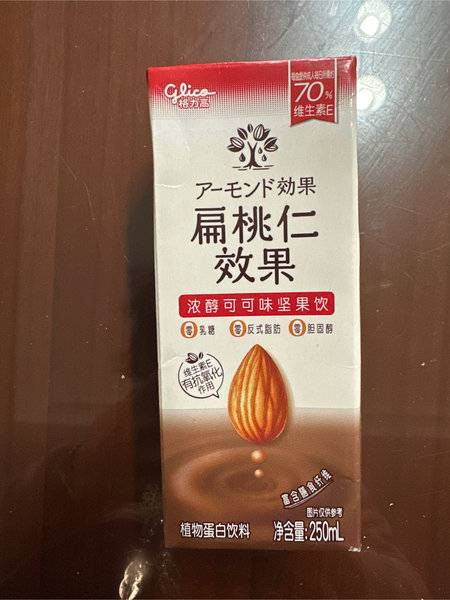 Glico
格力高
每盒提供成人每日所需的
70%
维生素E
アーモンド効果
扁桃仁
效果
浓醇可可味坚果饮
零乳糖 零反式脂肪 零胆固醇
维生素E
有抗氧化
作用
富含膳食纤维
图片仅供参考
植物蛋白饮料 净含量:250mL